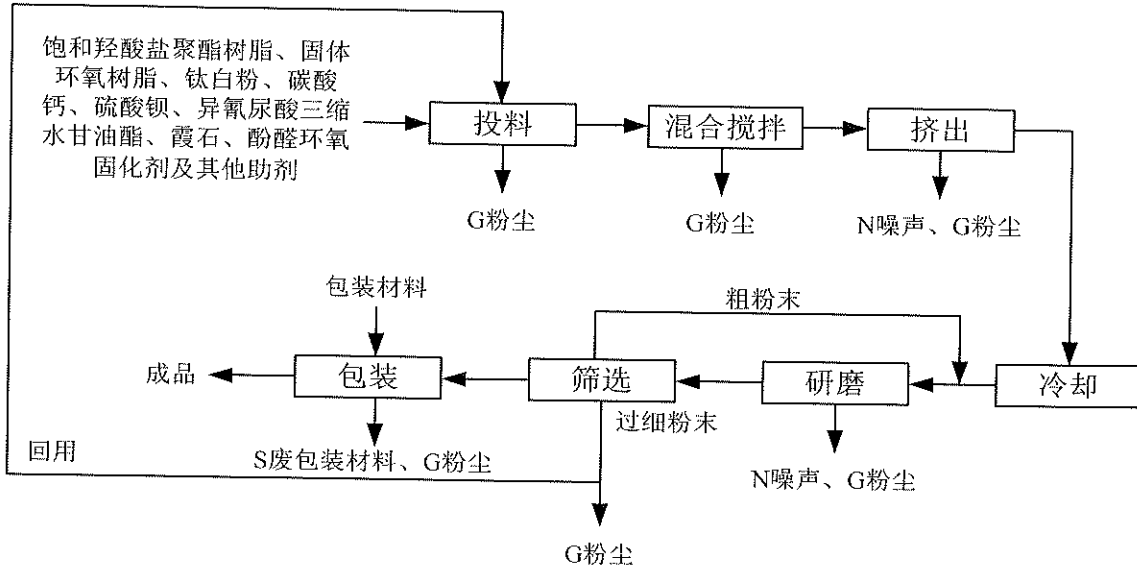 饱和羟酸盐聚酯树脂、固体
环氧树脂、钛白粉、碳酸
钙、硫酸钡、异氰尿酸三缩
水甘油酯、霞石、酚醛环氧
固化剂及其他助剂
投料
混合搅拌
挤出
G粉尘
G粉尘
N噪声、G粉尘
包装材料
粗粉末
成品
包装
筛选
研磨
冷却
过细粉末
回用
S废包装材料、G粉尘
N噪声、G粉尘
G粉尘